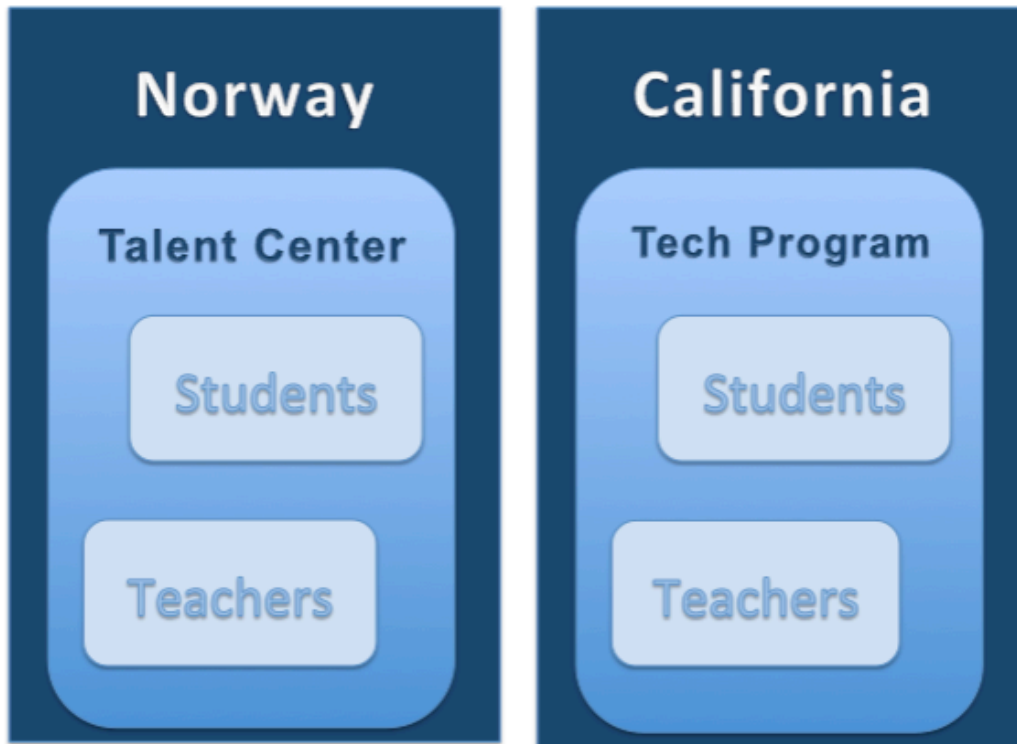 Norway
Talent Center
Students
Teachers
California
Tech Program
Students
Teachers